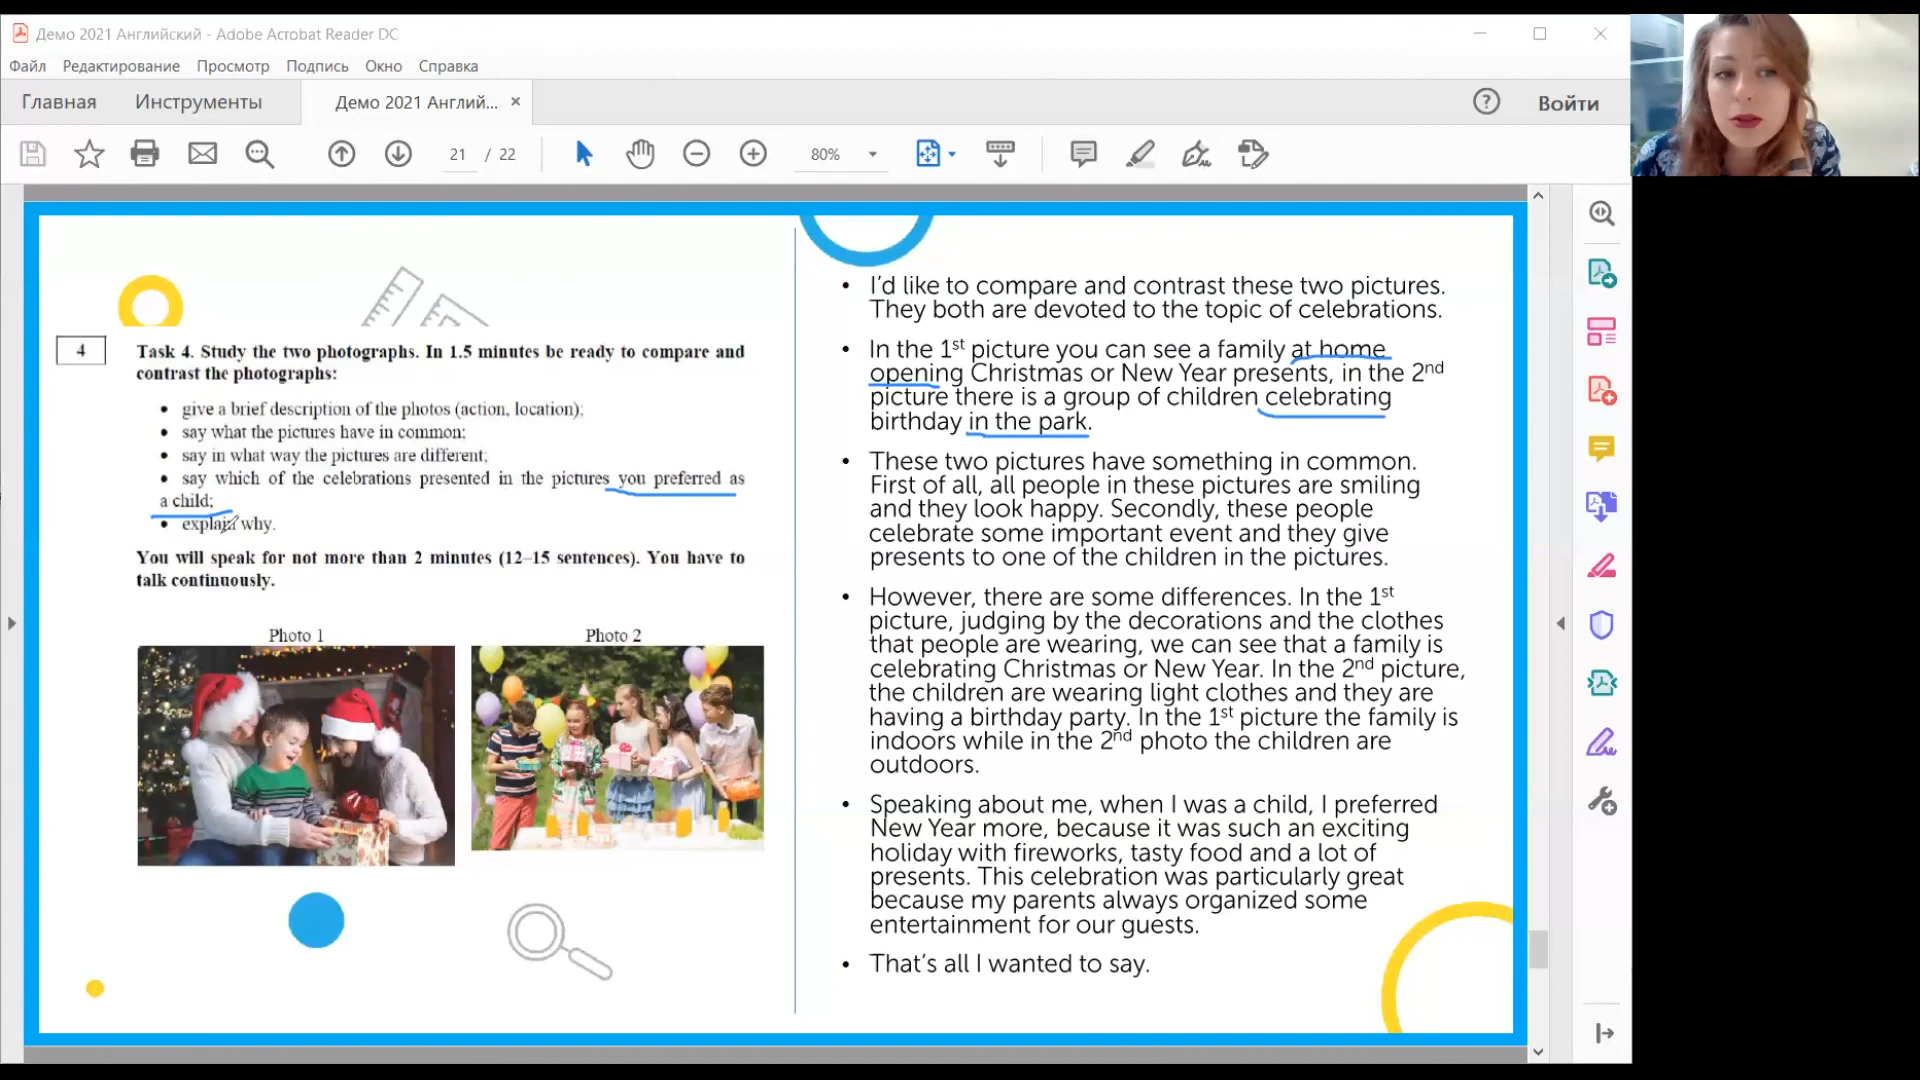 Демо 2021 Английский - Adobe Acrobat Reader DC
Файл Редактирование Просмотр Подпись Окно Справка
Главная Инструменты Демо 2021 Англий... × Войти
21 / 22 80%
4
Task 4. Study the two photographs. In 1.5 minutes be ready to compare and
contrast the photographs:
• give a brief description of the photos (action, location);
• say what the pictures have in common;
• say in what way the pictures are different;
• say which of the celebrations presented in the pictures you preferred as
a child;
• explain why.
You will speak for not more than 2 minutes (12–15 sentences). You have to
talk continuously.
Photo 1 Photo 2
• I’d like to compare and contrast these two pictures.
They both are devoted to the topic of celebrations.
• In the 1st picture you can see a family at home
opening Christmas or New Year presents, in the 2nd
picture there is a group of children celebrating
birthday in the park.
• These two pictures have something in common.
First of all, all people in these pictures are smiling
and they look happy. Secondly, these people
celebrate some important event and they give
presents to one of the children in the pictures.
• However, there are some differences. In the 1st
picture, judging by the decorations and the clothes
that people are wearing, we can see that a family is
celebrating Christmas or New Year. In the 2nd picture,
the children are wearing light clothes and they are
having a birthday party. In the 1st picture the family is
indoors while in the 2nd photo the children are
outdoors.
• Speaking about me, when I was a child, I preferred
New Year more, because it was such an exciting
holiday with fireworks, tasty food and a lot of
presents. This celebration was particularly great
because my parents always organized some
entertainment for our guests.
• That’s all I wanted to say.